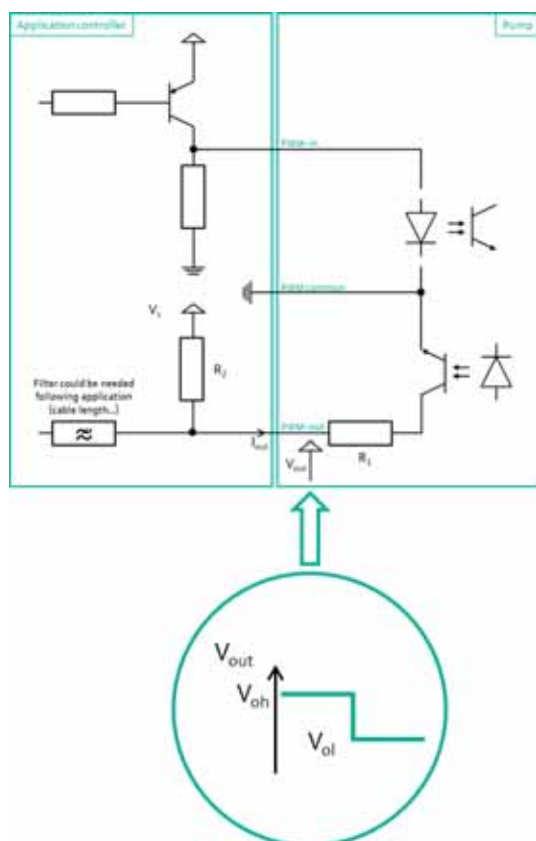 Application controller
Pump
PWM-in
PWM common
Vs
R2
Filter could be needed
following application
(cable length...)
PWM-out
Iout
Vout
R1
Vout
Voh
Vol